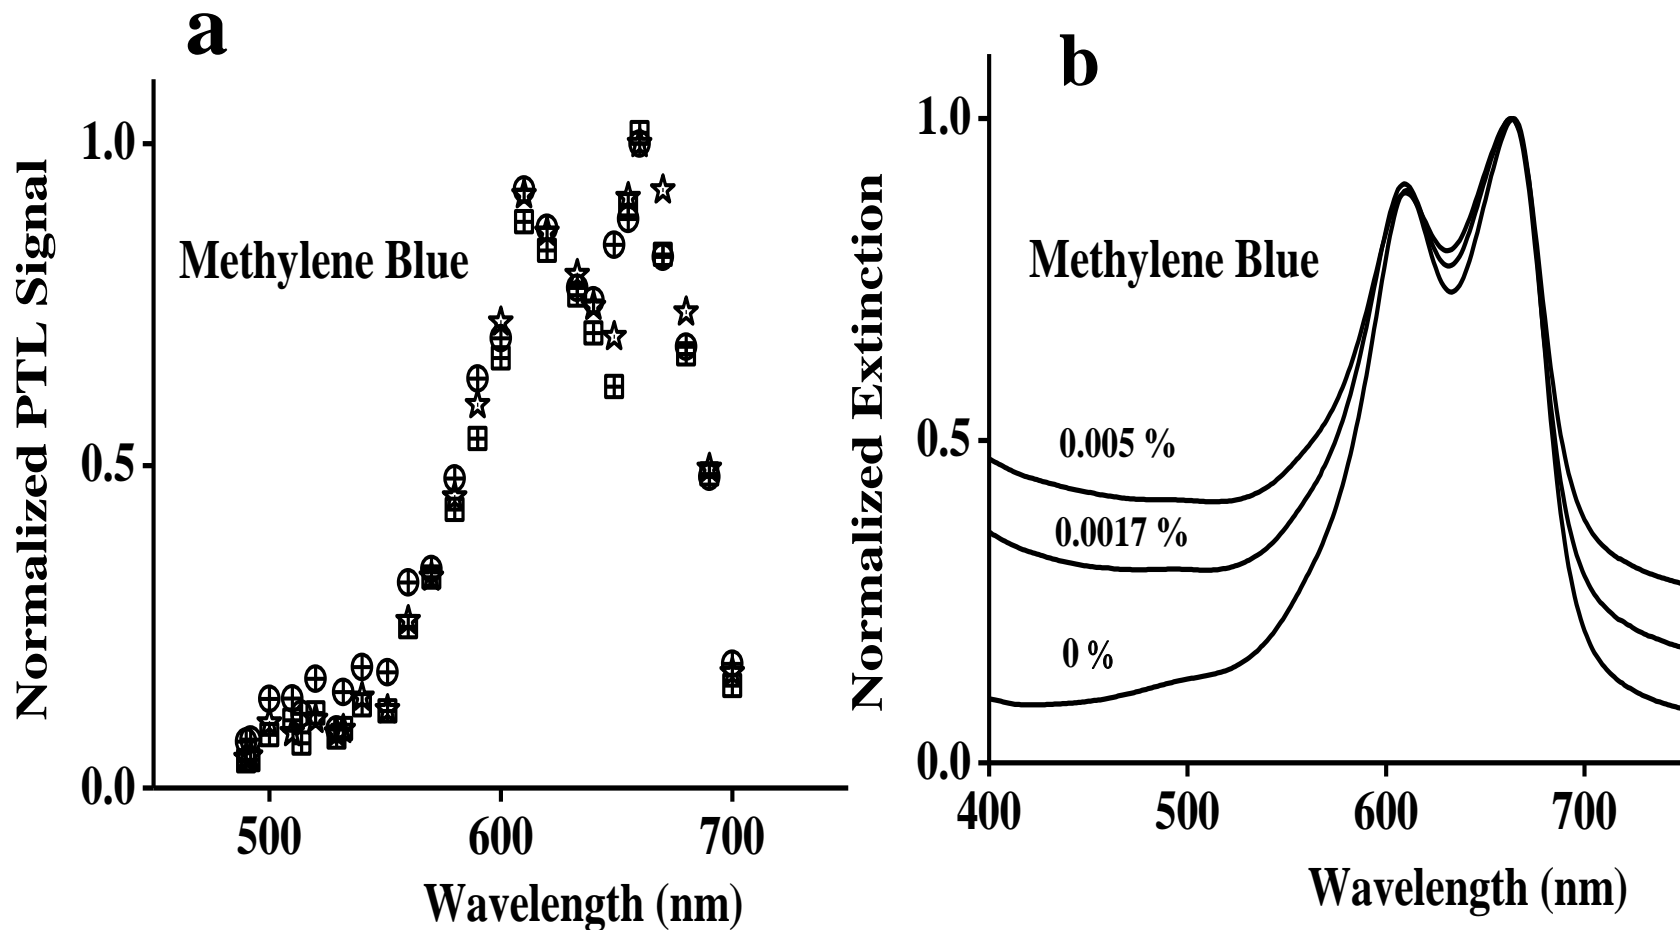 a
Normalized PTL Signal
1.0
0.5
0.0
Methylene Blue
500 600 700
Wavelength (nm)
b
Normalized Extinction
1.0
0.5
0.0
Methylene Blue
0.005 %
0.0017 %
0 %
400 500 600 700
Wavelength (nm)